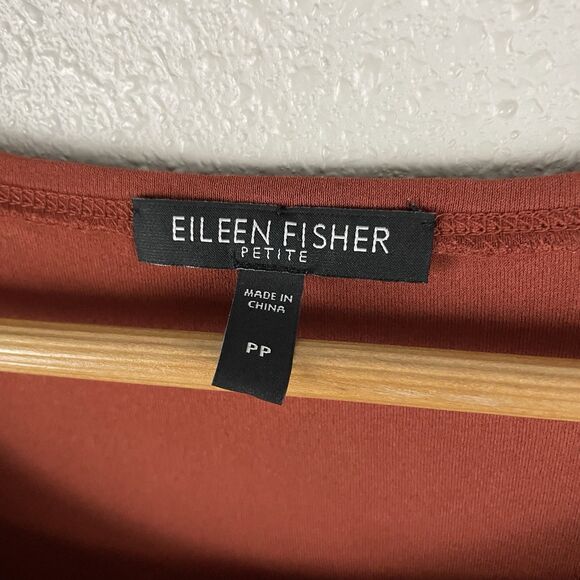 EILEEN FISHER
PETITE
MADE IN
CHINA
PP